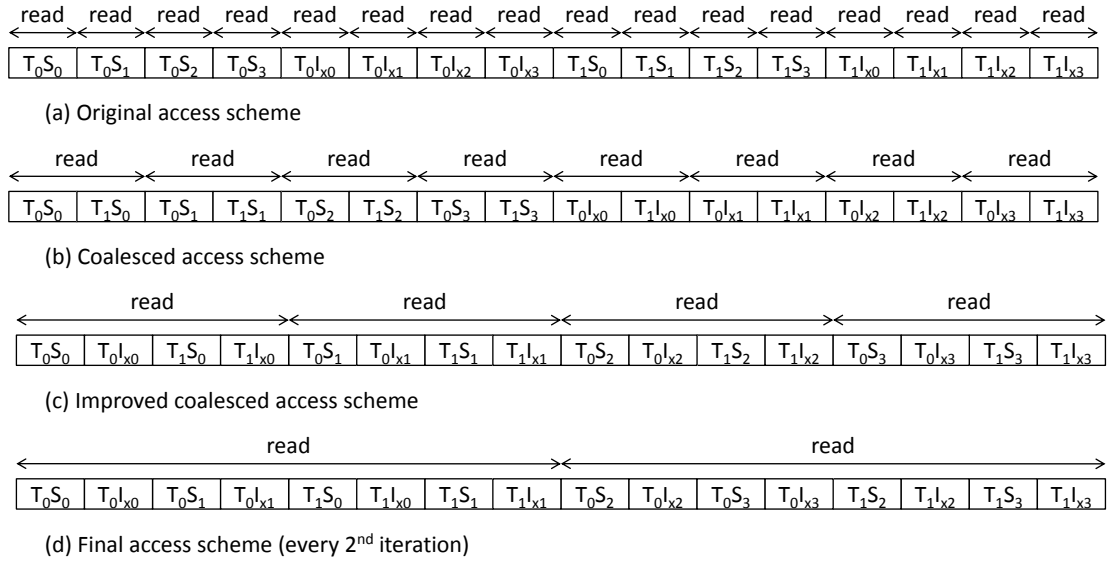 read read read read read read read read read read read read read read read read
T₀S₀ T₀S₁ T₀S₂ T₀S₃ T₀Iₓ₀ T₀Iₓ₁ T₀Iₓ₂ T₀Iₓ₃ T₁S₀ T₁S₁ T₁S₂ T₁S₃ T₁Iₓ₀ T₁Iₓ₁ T₁Iₓ₂ T₁Iₓ₃
(a) Original access scheme
read read read read read read read read
T₀S₀ T₁S₀ T₀S₁ T₁S₁ T₀S₂ T₁S₂ T₀S₃ T₁S₃ T₀Iₓ₀ T₁Iₓ₀ T₀Iₓ₁ T₁Iₓ₁ T₀Iₓ₂ T₁Iₓ₂ T₀Iₓ₃ T₁Iₓ₃
(b) Coalesced access scheme
read read read read
T₀S₀ T₀Iₓ₀ T₁S₀ T₁Iₓ₀ T₀S₁ T₀Iₓ₁ T₁S₁ T₁Iₓ₁ T₀S₂ T₀Iₓ₂ T₁S₂ T₁Iₓ₂ T₀S₃ T₀Iₓ₃ T₁S₃ T₁Iₓ₃
(c) Improved coalesced access scheme
read read
T₀S₀ T₀Iₓ₀ T₀S₁ T₀Iₓ₁ T₁S₀ T₁Iₓ₀ T₁S₁ T₁Iₓ₁ T₀S₂ T₀Iₓ₂ T₀S₃ T₀Iₓ₃ T₁S₂ T₁Iₓ₂ T₁S₃ T₁Iₓ₃
(d) Final access scheme (every 2ⁿᵈ iteration)